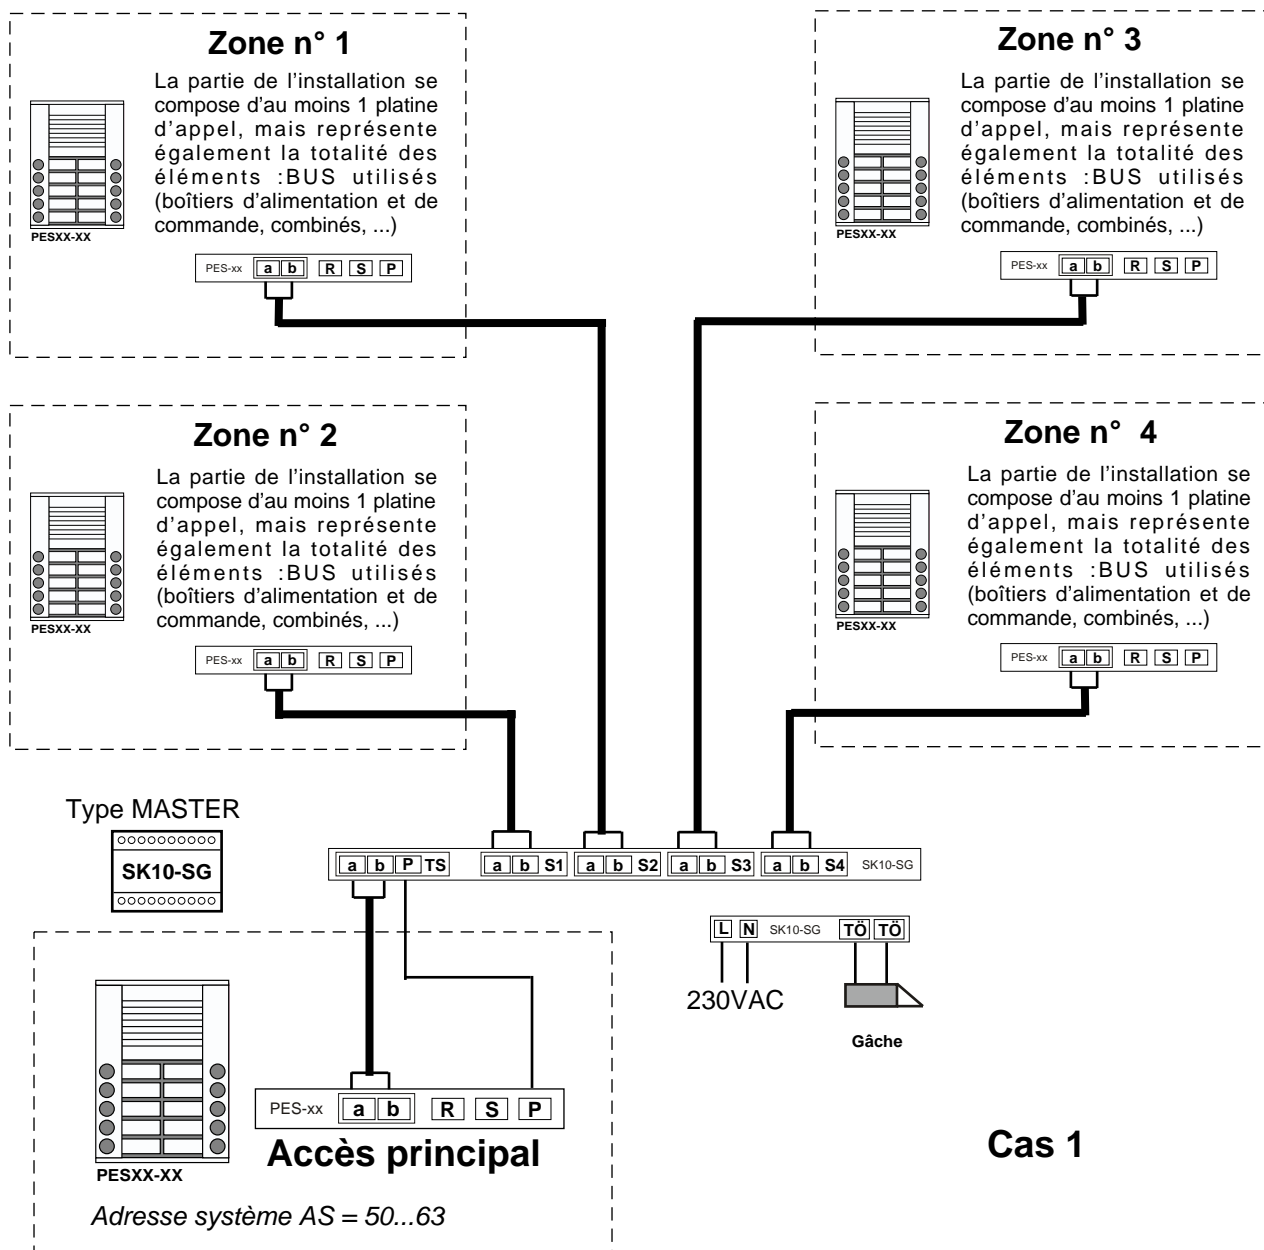 Zone n° 1
La partie de l'installation se
compose d'au moins 1 platine
d'appel, mais représente
également la totalité des
éléments :BUS utilisés
(boîtiers d'alimentation et de
commande, combinés, ...)
PESXX-XX
PES-xx a b R S P
Zone n° 3
La partie de l'installation se
compose d'au moins 1 platine
d'appel, mais représente
également la totalité des
éléments :BUS utilisés
(boîtiers d'alimentation et de
commande, combinés, ...)
PESXX-XX
PES-xx a b R S P
Zone n° 2
La partie de l'installation se
compose d'au moins 1 platine
d'appel, mais représente
également la totalité des
éléments :BUS utilisés
(boîtiers d'alimentation et de
commande, combinés, ...)
PESXX-XX
PES-xx a b R S P
Zone n° 4
La partie de l'installation se
compose d'au moins 1 platine
d'appel, mais représente
également la totalité des
éléments :BUS utilisés
(boîtiers d'alimentation et de
commande, combinés, ...)
PESXX-XX
PES-xx a b R S P
Type MASTER
SK10-SG
a b P TS a b S1 a b S2 a b S3 a b S4 SK10-SG
L N SK10-SG TÖ TÖ
230VAC
Gâche
PES-xx a b R S P
Accès principal
PESXX-XX
Adresse système AS = 50...63
Cas 1